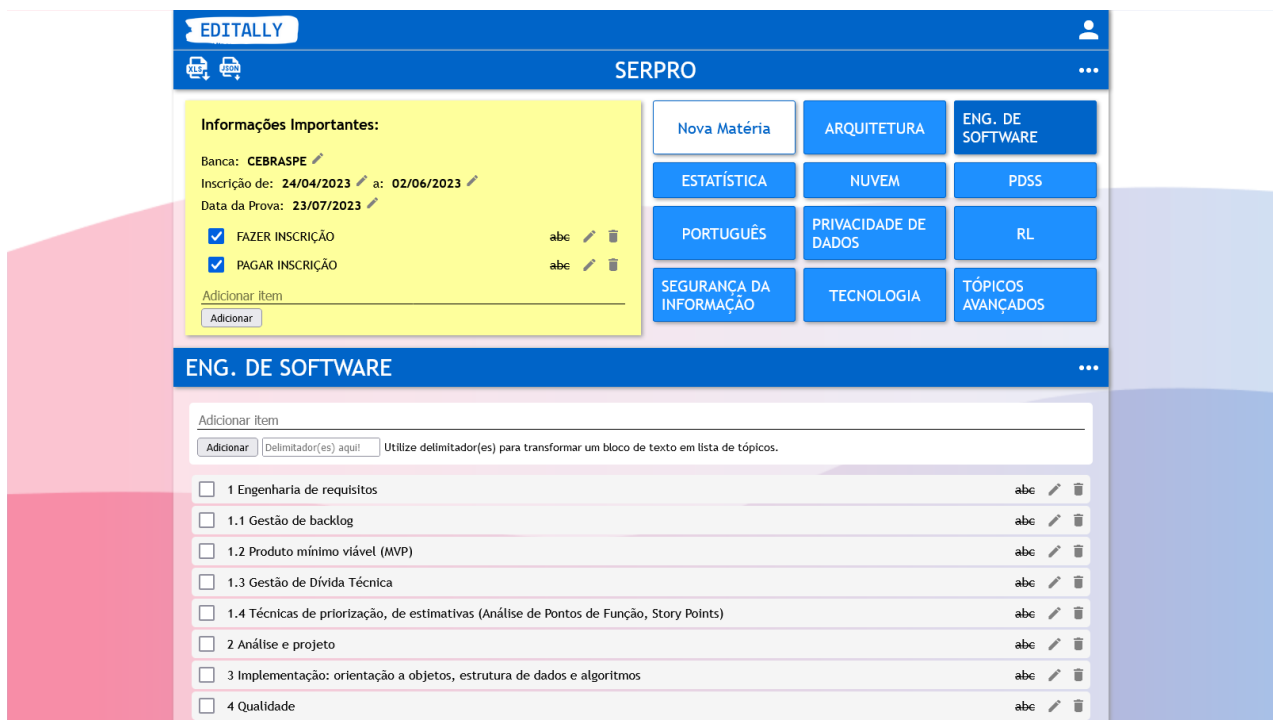 EDITALLY
XLS JSON SERPRO
Informações Importantes:
Banca: CEBRASPE
Inscrição de: 24/04/2023 a: 02/06/2023
Data da Prova: 23/07/2023
FAZER INSCRIÇÃO abc
PAGAR INSCRIÇÃO abc
Adicionar item
Adicionar
Nova Matéria
ARQUITETURA
ENG. DE
SOFTWARE
ESTATÍSTICA
NUVEM
PDSS
PORTUGUÊS
PRIVACIDADE DE
DADOS
RL
SEGURANÇA DA
INFORMAÇÃO
TECNOLOGIA
TÓPICOS
AVANÇADOS
ENG. DE SOFTWARE
Adicionar item
Adicionar Delimitador(es) aqui! Utilize delimitador(es) para transformar um bloco de texto em lista de tópicos.
1 Engenharia de requisitos abc
1.1 Gestão de backlog abc
1.2 Produto mínimo viável (MVP) abc
1.3 Gestão de Dívida Técnica abc
1.4 Técnicas de priorização, de estimativas (Análise de Pontos de Função, Story Points) abc
2 Análise e projeto abc
3 Implementação: orientação a objetos, estrutura de dados e algoritmos abc
4 Qualidade abc